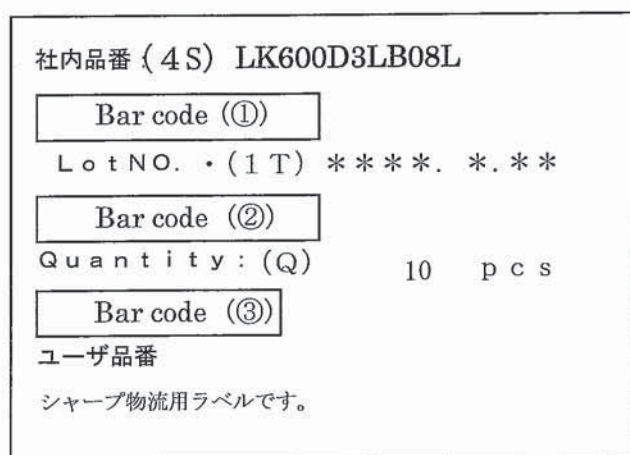 社内品番:(4S) LK600D3LB08L
Bar code (①)
LotNO. ・(1T) ****. *.**
Bar code (②)
Quantity:(Q) 10 pcs
Bar code (③)
ユーザ品番
シャープ物流用ラベルです。